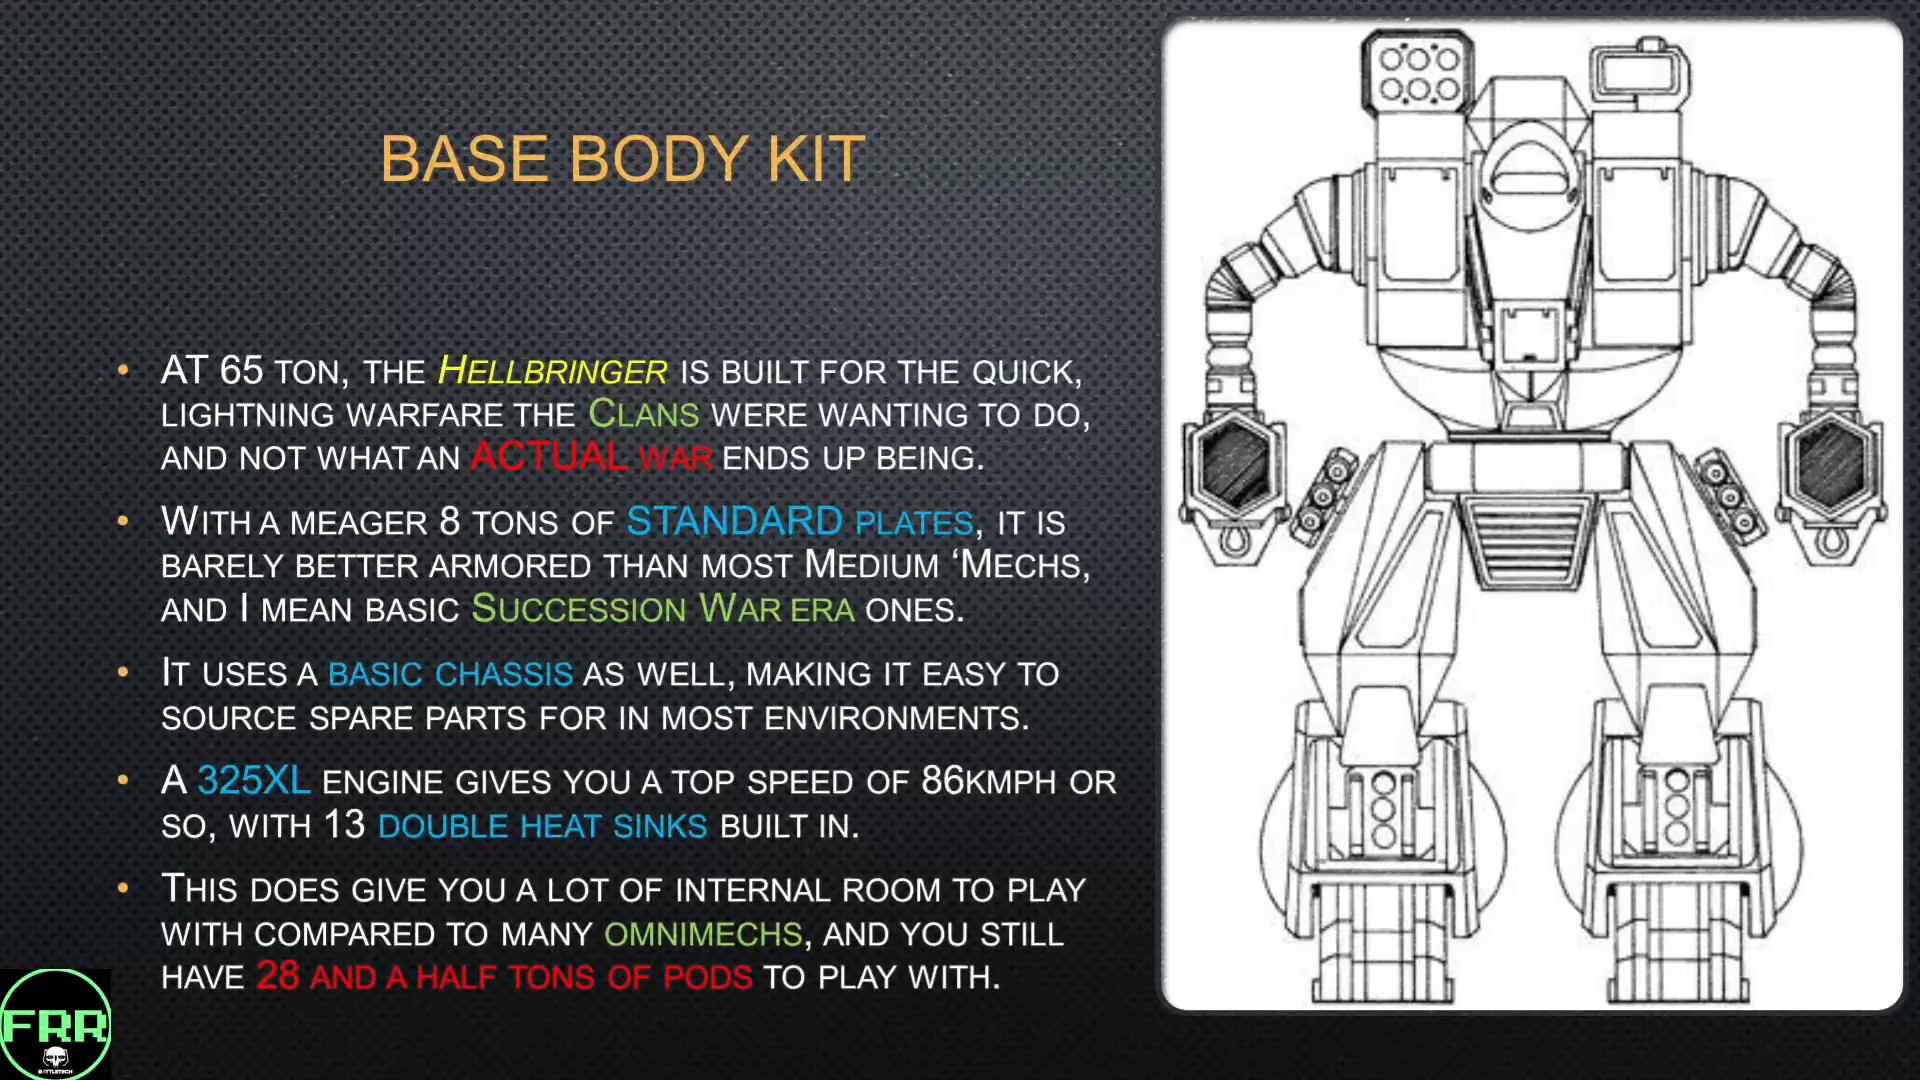 BASE BODY KIT
• AT 65 TON, THE HELLBRINGER IS BUILT FOR THE QUICK,
LIGHTNING WARFARE THE CLANS WERE WANTING TO DO,
AND NOT WHAT AN ACTUAL WAR ENDS UP BEING.
• WITH A MEAGER 8 TONS OF STANDARD PLATES, IT IS
BARELY BETTER ARMORED THAN MOST MEDIUM ‘MECHS,
AND I MEAN BASIC SUCCESSION WAR ERA ONES.
• IT USES A BASIC CHASSIS AS WELL, MAKING IT EASY TO
SOURCE SPARE PARTS FOR IN MOST ENVIRONMENTS.
• A 325XL ENGINE GIVES YOU A TOP SPEED OF 86KMPH OR
SO, WITH 13 DOUBLE HEAT SINKS BUILT IN.
• THIS DOES GIVE YOU A LOT OF INTERNAL ROOM TO PLAY
WITH COMPARED TO MANY OMNIMECHS, AND YOU STILL
HAVE 28 AND A HALF TONS OF PODS TO PLAY WITH.
FRR
BATTLETECH